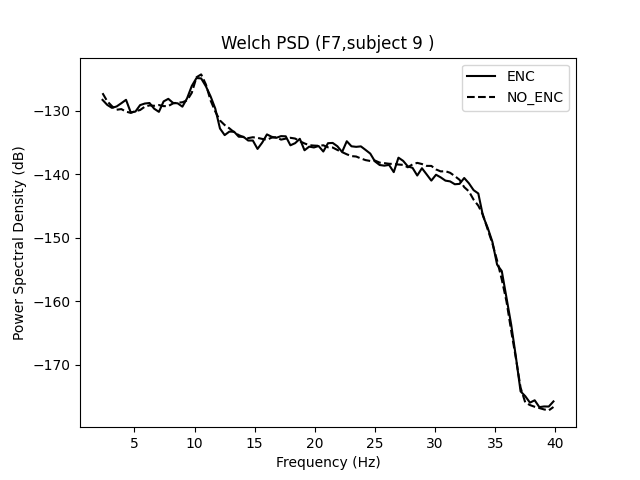 Welch PSD (F7,subject 9 )
ENC
NO_ENC
Power Spectral Density (dB)
−130
−140
−150
−160
−170
5 10 15 20 25 30 35 40
Frequency (Hz)